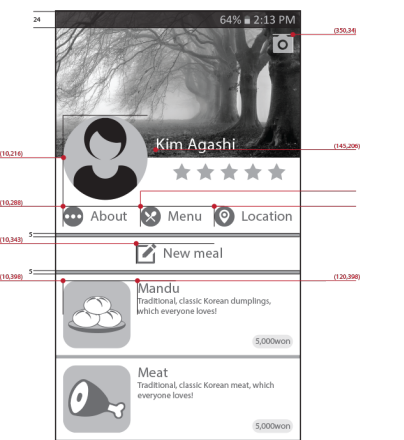 24
64% 2:13 PM
(350,34)
Kim Agashi
(145,206)
(10,216)
(10,288)
About Menu Location
5
(10,343)
New meal
5
(10,398)
(120,398)
Mandu
Traditional, classic Korean dumplings,
which everyone loves!
5,000won
Meat
Traditional, classic Korean meat, which
everyone loves!
5,000won